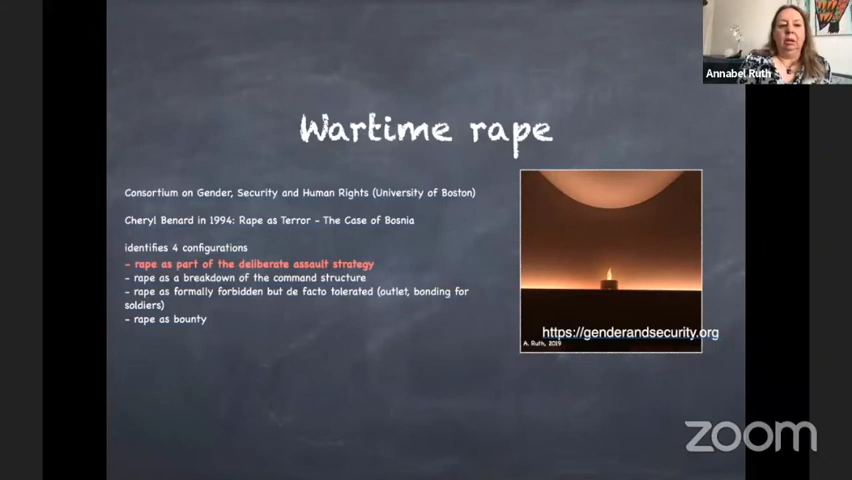 Annabel Ruth
Wartime rape
Consortium on Gender, Security and Human Rights (University of Boston)
Cheryl Benard in 1994: Rape as Terror - The Case of Bosnia
identifies 4 configurations
- rape as part of the deliberate assault strategy
- rape as a breakdown of the command structure
- rape as formally forbidden but de facto tolerated (outlet, bonding for
soldiers)
- rape as bounty
https://genderandsecurity.org
A. Ruth, 2019
zoom